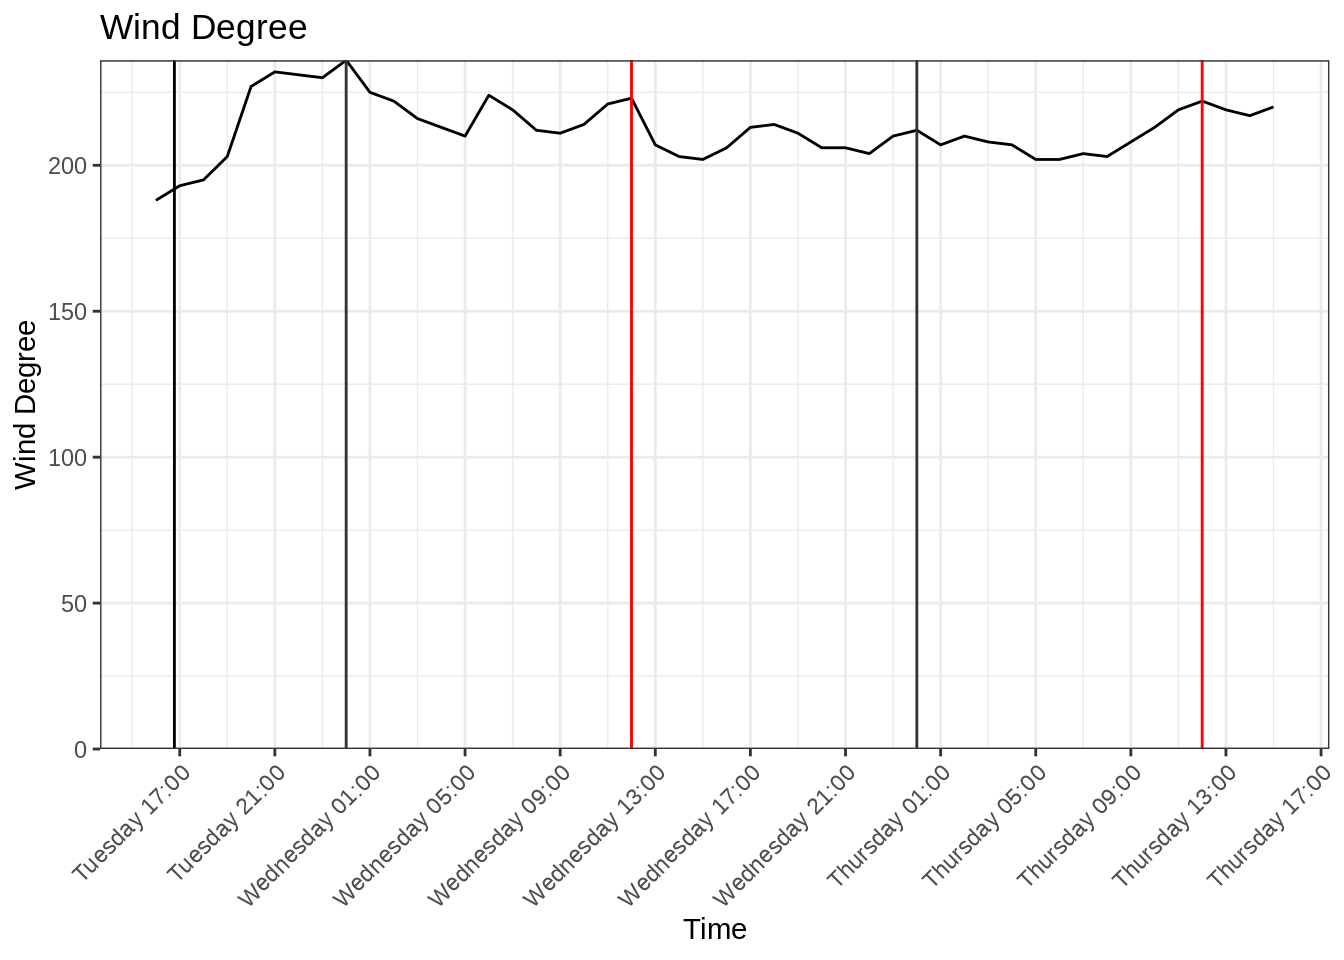 Wind Degree
Wind Degree
200
150
100
50
0
Tuesday 17:00
Tuesday 21:00
Wednesday 01:00
Wednesday 05:00
Wednesday 09:00
Wednesday 13:00
Wednesday 17:00
Wednesday 21:00
Thursday 01:00
Thursday 05:00
Thursday 09:00
Thursday 13:00
Thursday 17:00
Time